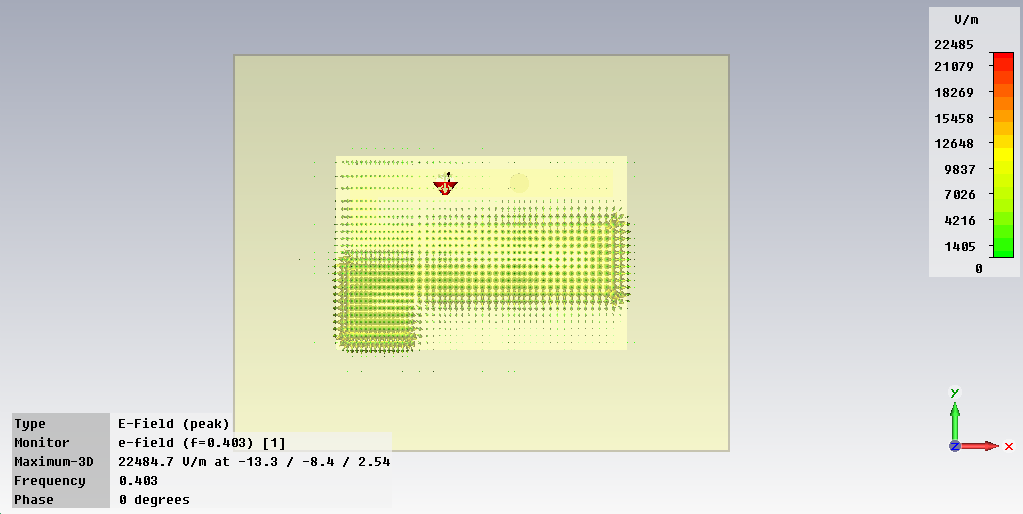 V/m
22485
21079
18269
15458
12648
9837
7026
4216
1405
0
y
x
z
Type E-Field (peak)
Monitor e-field (f=0.403) [1]
Maximum-3D 22484.7 V/m at -13.3 / -8.4 / 2.54
Frequency 0.403
Phase 0 degrees